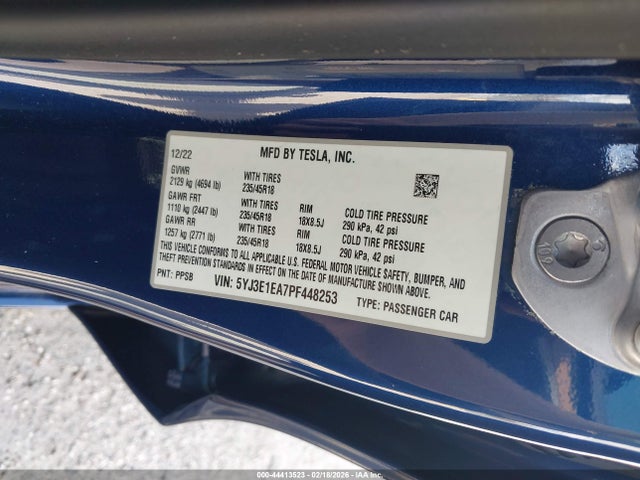 12/22 MFD BY TESLA, INC.
GVWR WITH TIRES
2129 kg (4694 lb) 235/45R18
GAWR FRT WITH TIRES RIM COLD TIRE PRESSURE
1110 kg (2447 lb) 235/45R18 18X8.5J 290 kPa, 42 psi
GAWR RR WITH TIRES RIM COLD TIRE PRESSURE
1257 kg (2771 lb) 235/45R18 18X8.5J 290 kPa, 42 psi
THIS VEHICLE CONFORMS TO ALL APPLICABLE U.S. FEDERAL MOTOR VEHICLE SAFETY, BUMPER, AND
THEFT PREVENTION STANDARDS IN EFFECT ON THE DATE OF MANUFACTURE SHOWN ABOVE.
PNT: PPSB VIN: 5YJ3E1EA7PF448253 TYPE: PASSENGER CAR
10.9
000-44413523 - 02/18/2026 - IAAI.COM